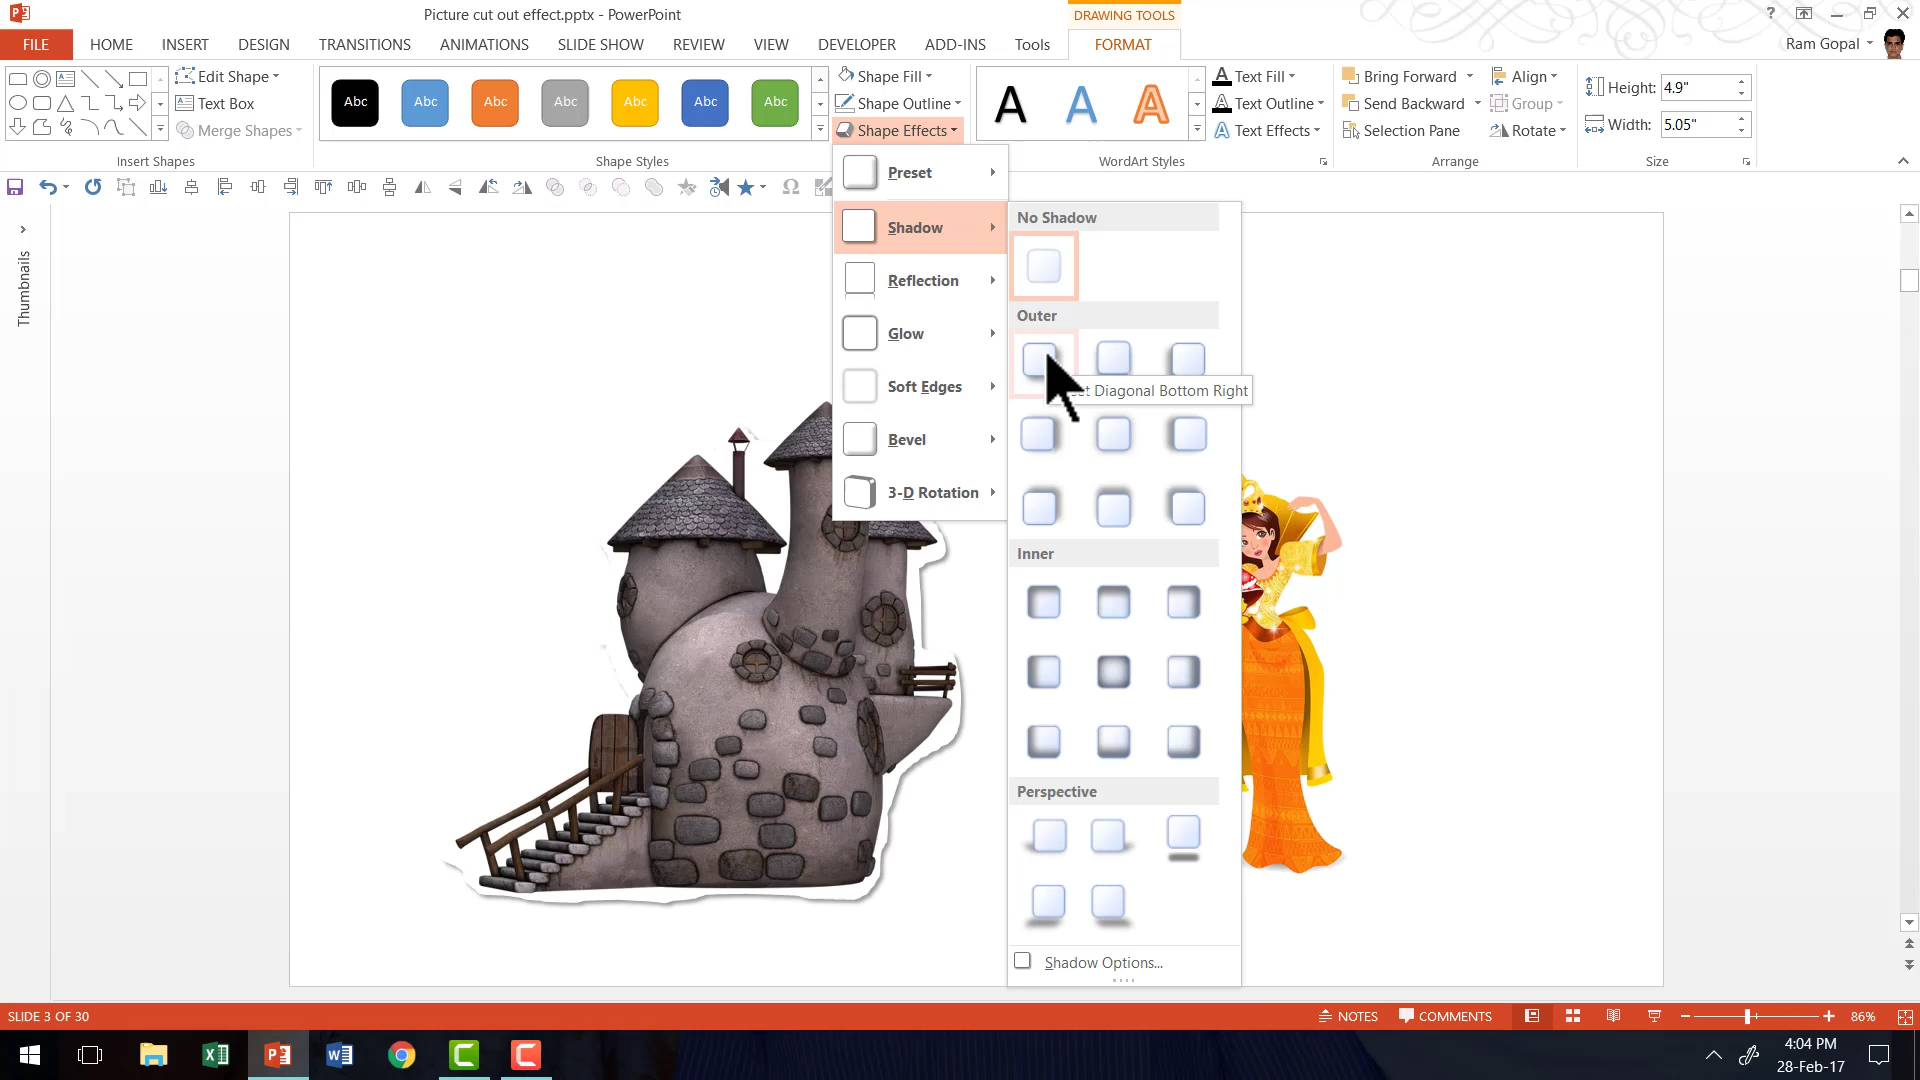 Picture cut out effect.pptx - PowerPoint
DRAWING TOOLS
?
FILE
HOME
INSERT
DESIGN
TRANSITIONS
ANIMATIONS
SLIDE SHOW
REVIEW
VIEW
DEVELOPER
ADD-INS
Tools
FORMAT
Ram Gopal
Edit Shape
Text Box
Merge Shapes
Insert Shapes
Abc
Abc
Abc
Abc
Abc
Abc
Abc
Shape Styles
Shape Fill
Shape Outline
Shape Effects
A
A
A
WordArt Styles
Text Fill
Text Outline
Text Effects
Bring Forward
Send Backward
Selection Pane
Align
Group
Rotate
Arrange
Height: 4.9"
Width: 5.05"
Size
Thumbnails
Preset
Shadow
Reflection
Glow
Soft Edges
Bevel
3-D Rotation
No Shadow
Outer
Diagonal Bottom Right
Inner
Perspective
Shadow Options...
SLIDE 3 OF 30
NOTES
COMMENTS
86%
4:04 PM
28-Feb-17